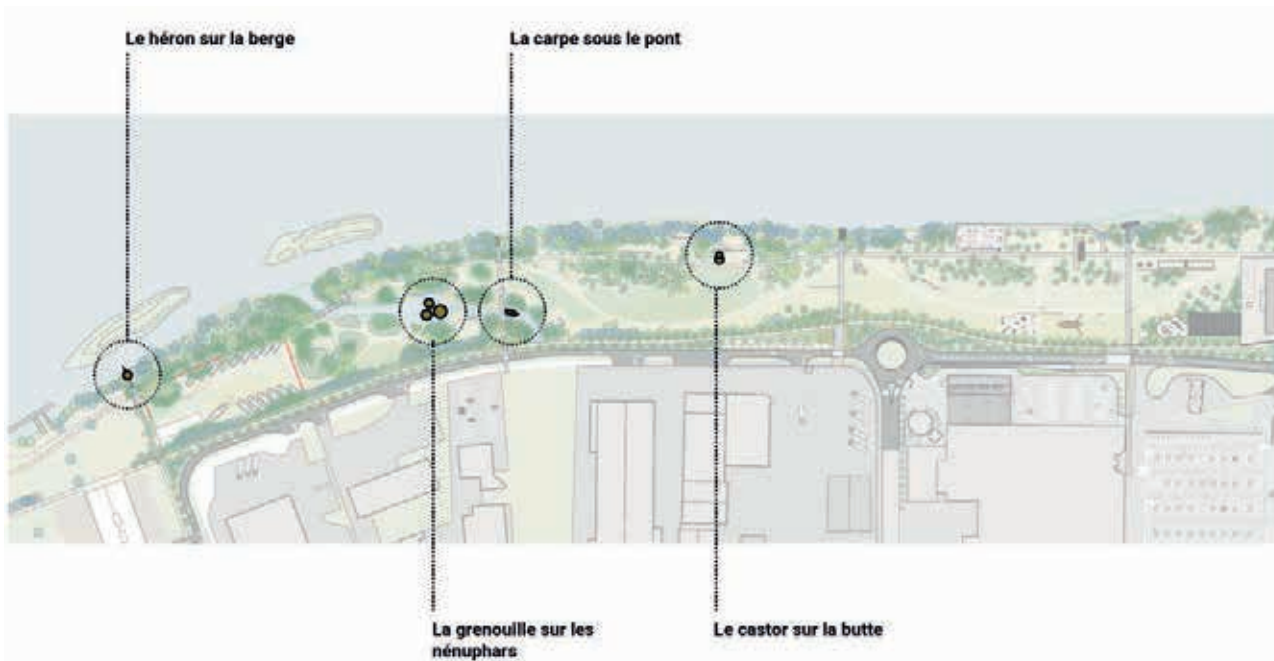 Le héron sur la berge
La carpe sous le pont
La grenouille sur les
nénuphars
Le castor sur la butte